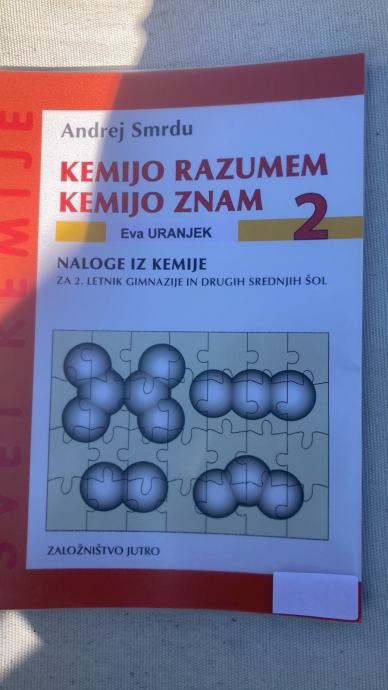 SVET KEMIJE
Andrej Smrdu
KEMIJO RAZUMEM
KEMIJO ZNAM
2
Eva URANJEK
NALOGE IZ KEMIJE
ZA 2. LETNIK GIMNAZIJE IN DRUGIH SREDNJIH ŠOL
ZALOŽNIŠTVO JUTRO